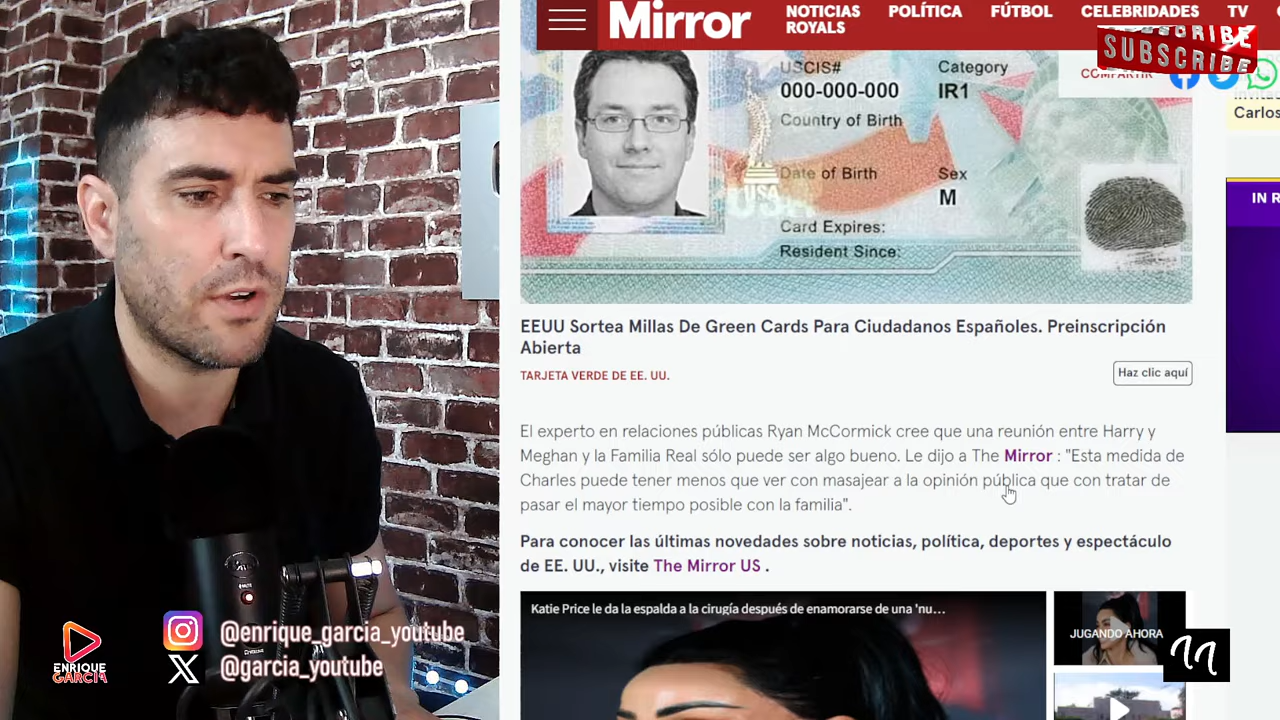 Mirror
NOTICIAS
ROYALS
POLÍTICA
FÚTBOL
CELEBRIDADES
TV
SUBSCRIBE
COMPARTIR
USCIS#
000-000-000
Category
IR1
Country of Birth
Carlos
Date of Birth
Sex
M
USA
Card Expires:
Resident Since:
IN R
EEUU Sortea Millas De Green Cards Para Ciudadanos Españoles. Preinscripción
Abierta
TARJETA VERDE DE EE. UU.
Haz clic aquí
El experto en relaciones públicas Ryan McCormick cree que una reunión entre Harry y
Meghan y la Familia Real sólo puede ser algo bueno. Le dijo a The Mirror : "Esta medida de
Charles puede tener menos que ver con masajear a la opinión pública que con tratar de
pasar el mayor tiempo posible con la familia".
Para conocer las últimas novedades sobre noticias, política, deportes y espectáculo
de EE. UU., visite The Mirror US .
Katie Price le da la espalda a la cirugía después de enamorarse de una 'nu...
JUGANDO AHORA
ENRIQUE
GARCIA
@enrique_garcia_youtube
@garcia_youtube